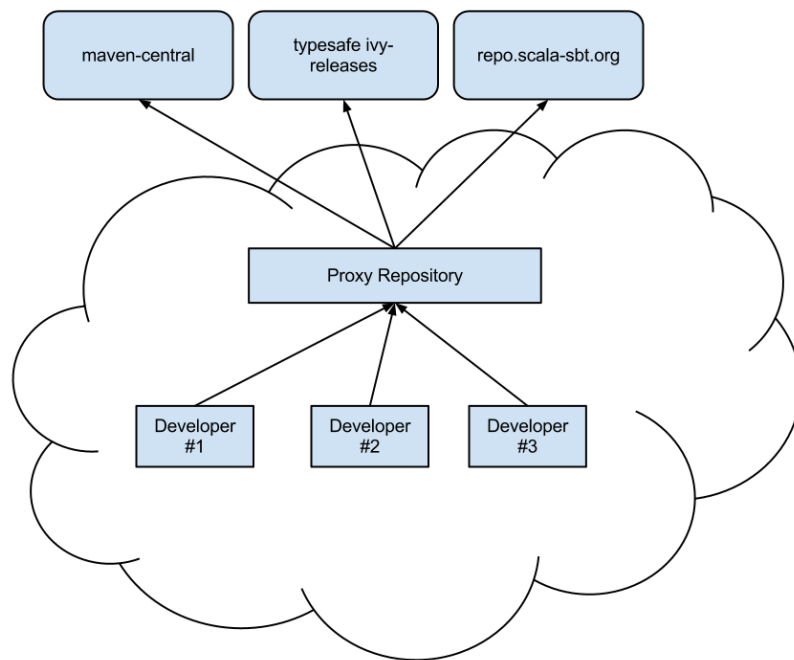 maven-central
typesafe ivy-
releases
repo.scala-sbt.org
Proxy Repository
Developer
#1
Developer
#2
Developer
#3